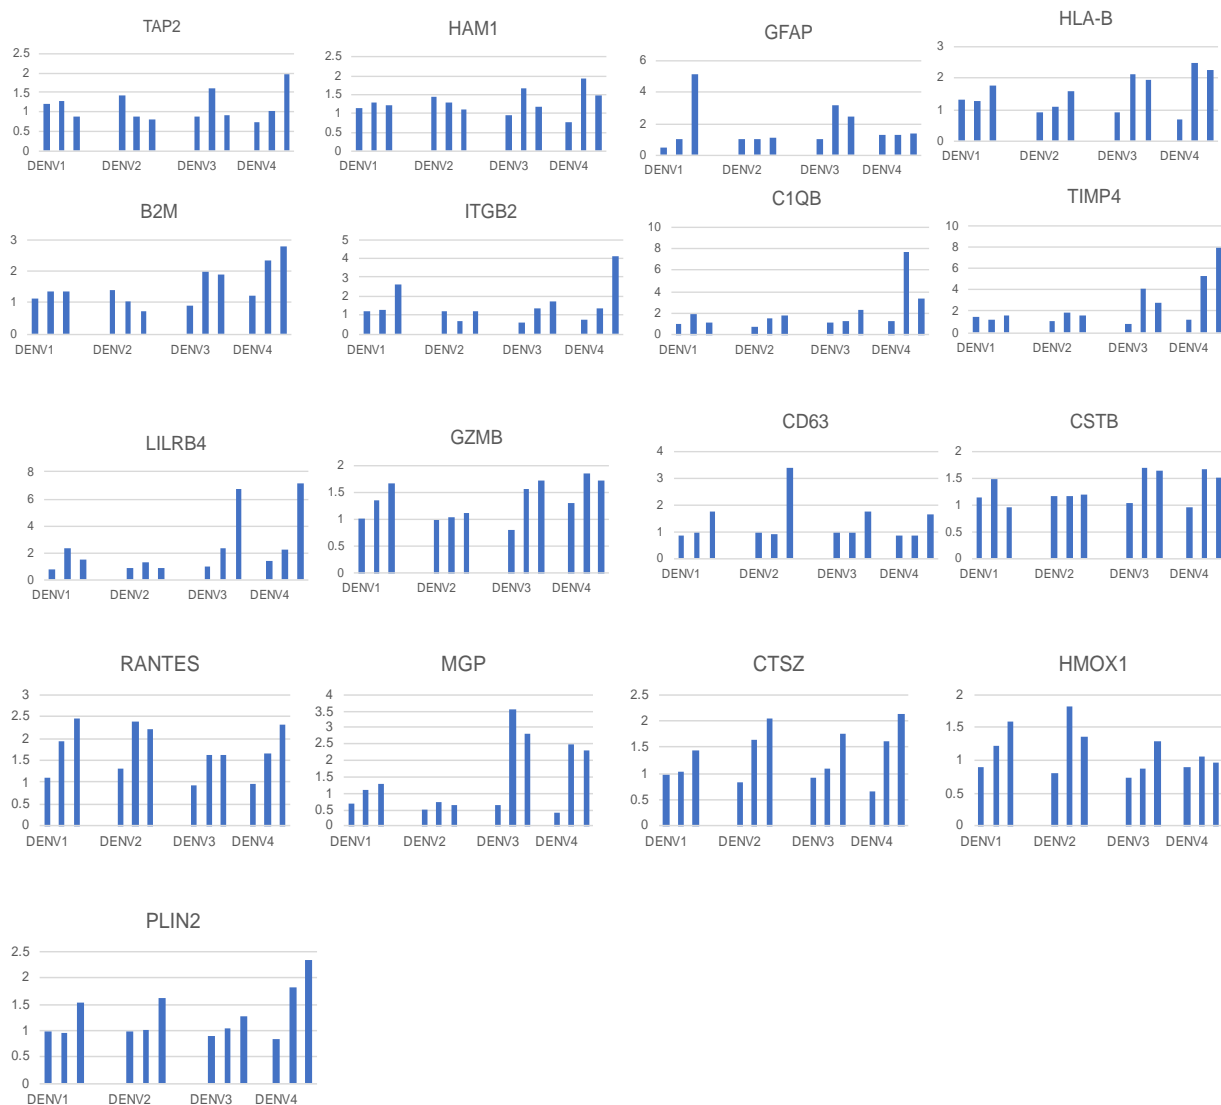 TAP2
2.5
2
1.5
1
0.5
0
DENV1 DENV2 DENV3 DENV4
HAM1
2.5
2
1.5
1
0.5
0
DENV1 DENV2 DENV3 DENV4
GFAP
6
4
2
0
DENV1 DENV2 DENV3 DENV4
HLA-B
3
2
1
0
DENV1 DENV2 DENV3 DENV4
B2M
3
2
1
0
DENV1 DENV2 DENV3 DENV4
ITGB2
5
4
3
2
1
0
DENV1 DENV2 DENV3 DENV4
C1QB
10
8
6
4
2
0
DENV1 DENV2 DENV3 DENV4
TIMP4
10
8
6
4
2
0
DENV1 DENV2 DENV3 DENV4
LILRB4
8
6
4
2
0
DENV1 DENV2 DENV3 DENV4
GZMB
2
1.5
1
0.5
0
DENV1 DENV2 DENV3 DENV4
CD63
4
3
2
1
0
DENV1 DENV2 DENV3 DENV4
CSTB
2
1.5
1
0.5
0
DENV1 DENV2 DENV3 DENV4
RANTES
3
2.5
2
1.5
1
0.5
0
DENV1 DENV2 DENV3 DENV4
MGP
4
3.5
3
2.5
2
1.5
1
0.5
0
DENV1 DENV2 DENV3 DENV4
CTSZ
2.5
2
1.5
1
0.5
0
DENV1 DENV2 DENV3 DENV4
HMOX1
2
1.5
1
0.5
0
DENV1 DENV2 DENV3 DENV4
PLIN2
2.5
2
1.5
1
0.5
0
DENV1 DENV2 DENV3 DENV4